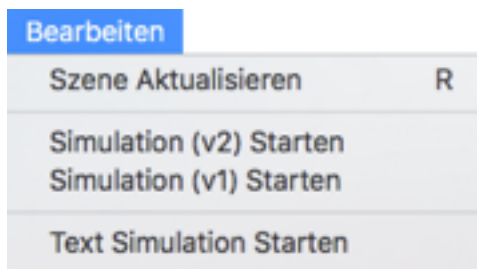 Bearbeiten
Szene Aktualisieren R
Simulation (v2) Starten
Simulation (v1) Starten
Text Simulation Starten